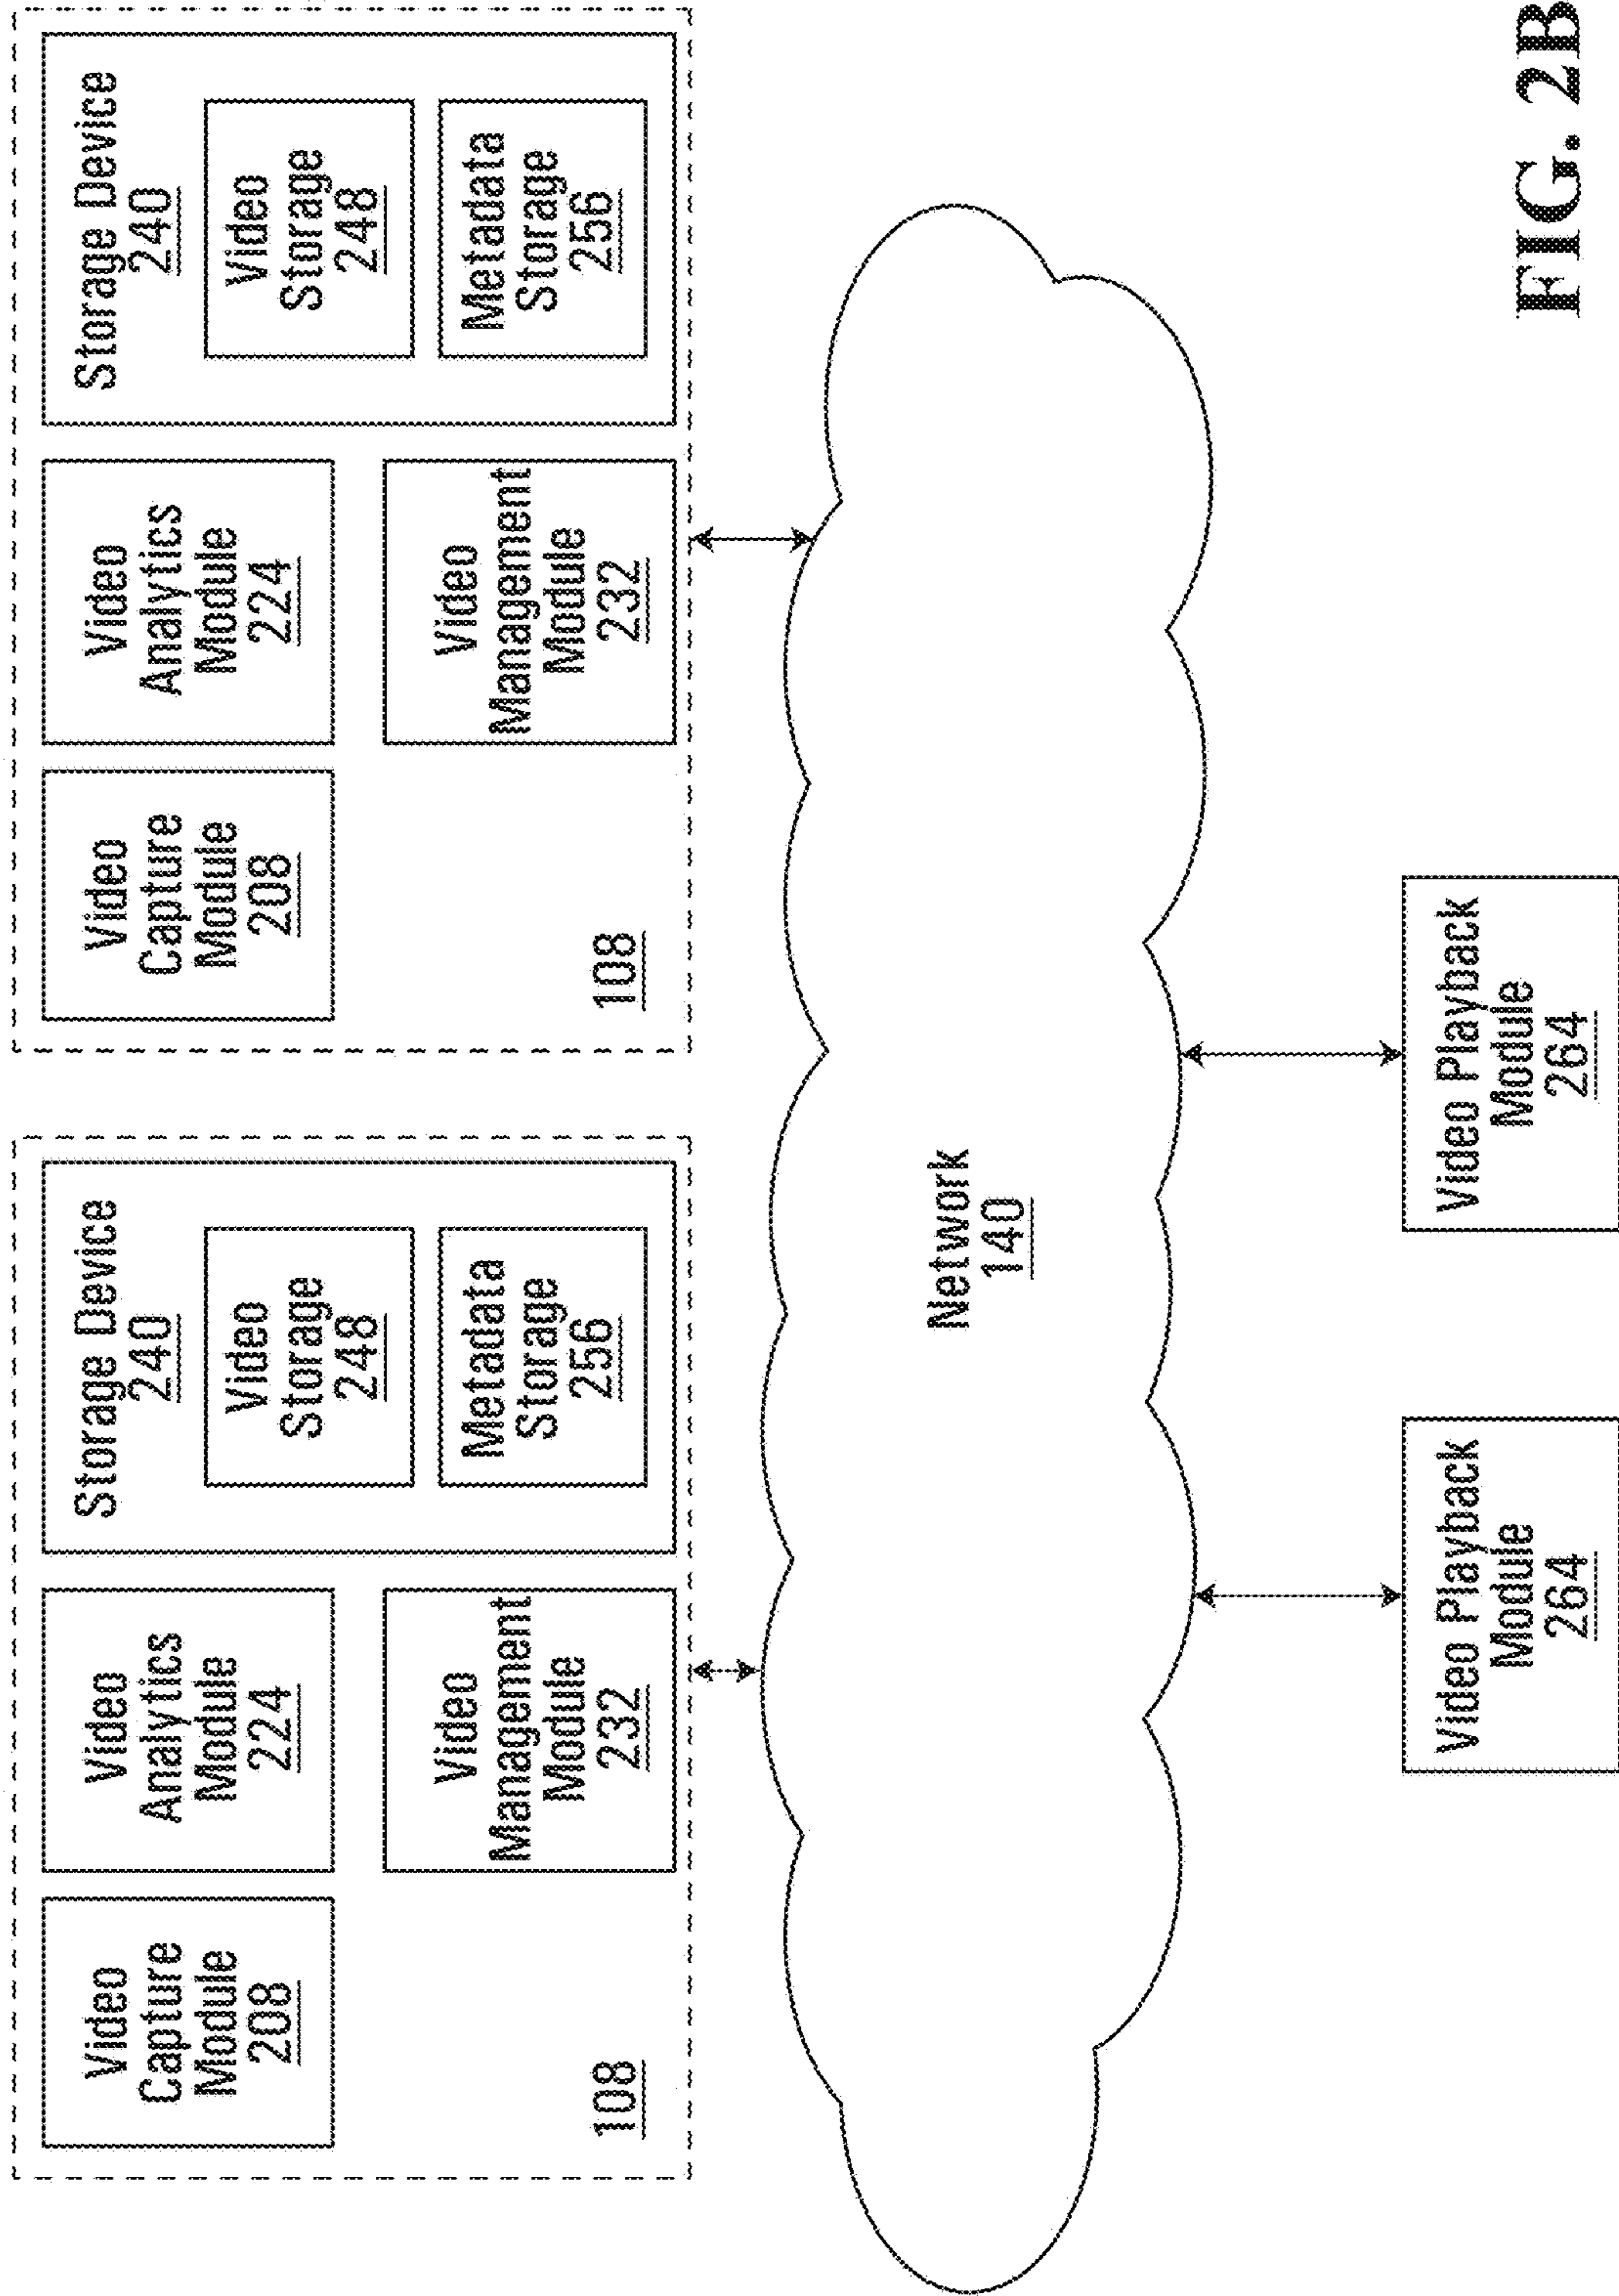 Video
Capture
Module
208
Video
Analytics
Module
224
Video
Management
Module
232
108
Storage Device
240
Video
Storage
248
Metadata
Storage
256
Video
Capture
Module
208
Video
Analytics
Module
224
Video
Management
Module
232
108
Storage Device
240
Video
Storage
248
Metadata
Storage
256
Network
140
Video Playback
Module
264
Video Playback
Module
264
FIG. 2B